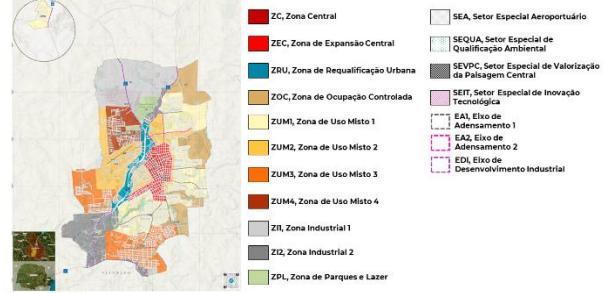 ZC, Zona Central
ZEC, Zona de Expansão Central
ZRU, Zona de Requalificação Urbana
ZOC, Zona de Ocupação Controlada
ZUM1, Zona de Uso Misto 1
ZUM2, Zona de Uso Misto 2
ZUM3, Zona de Uso Misto 3
ZUM4, Zona de Uso Misto 4
ZI1, Zona Industrial 1
ZI2, Zona Industrial 2
ZPL, Zona de Parques e Lazer
SEA, Setor Especial Aeroportuário
SEQUA, Setor Especial de
Qualificação Ambiental
SEVPC, Setor Especial de Valorização
da Paisagem Central
SEIT, Setor Especial de Inovação
Tecnológica
EA1, Eixo de
Adensamento 1
EA2, Eixo de
Adensamento 2
EDI, Eixo de
Desenvolvimento Industrial